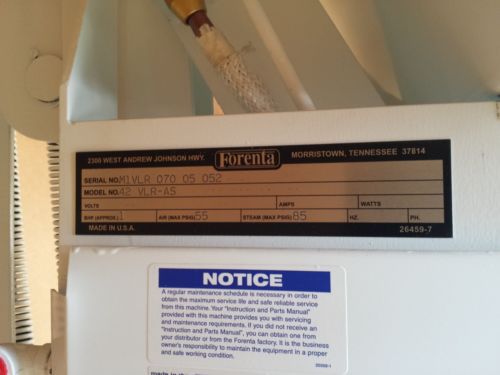 2300 WEST ANDREW JOHNSON HWY. Forenta MORRISTOWN, TENNESSEE 37814
SERIAL NO. M1VLR 070 05 052
MODEL NO. 42 VLR-AS
VOLTS AMPS WATTS
BHP (APPROX.) 1 AIR (MAX PSIG) 55 STEAM (MAX PSIG) 85 HZ. PH.
MADE IN U.S.A. 26459-7
NOTICE
A regular maintenance schedule is necessary in order to
obtain the maximum service life and safe reliable service
from this machine. Your "Instruction and Parts Manual"
provided with this machine provides you with servicing
and maintenance requirements. If you did not receive an
"Instruction and Parts Manual", you can obtain one from
your distributor or from the Forenta factory. It is the business
owner's responsibility to maintain the equipment in a proper
and safe working condition.